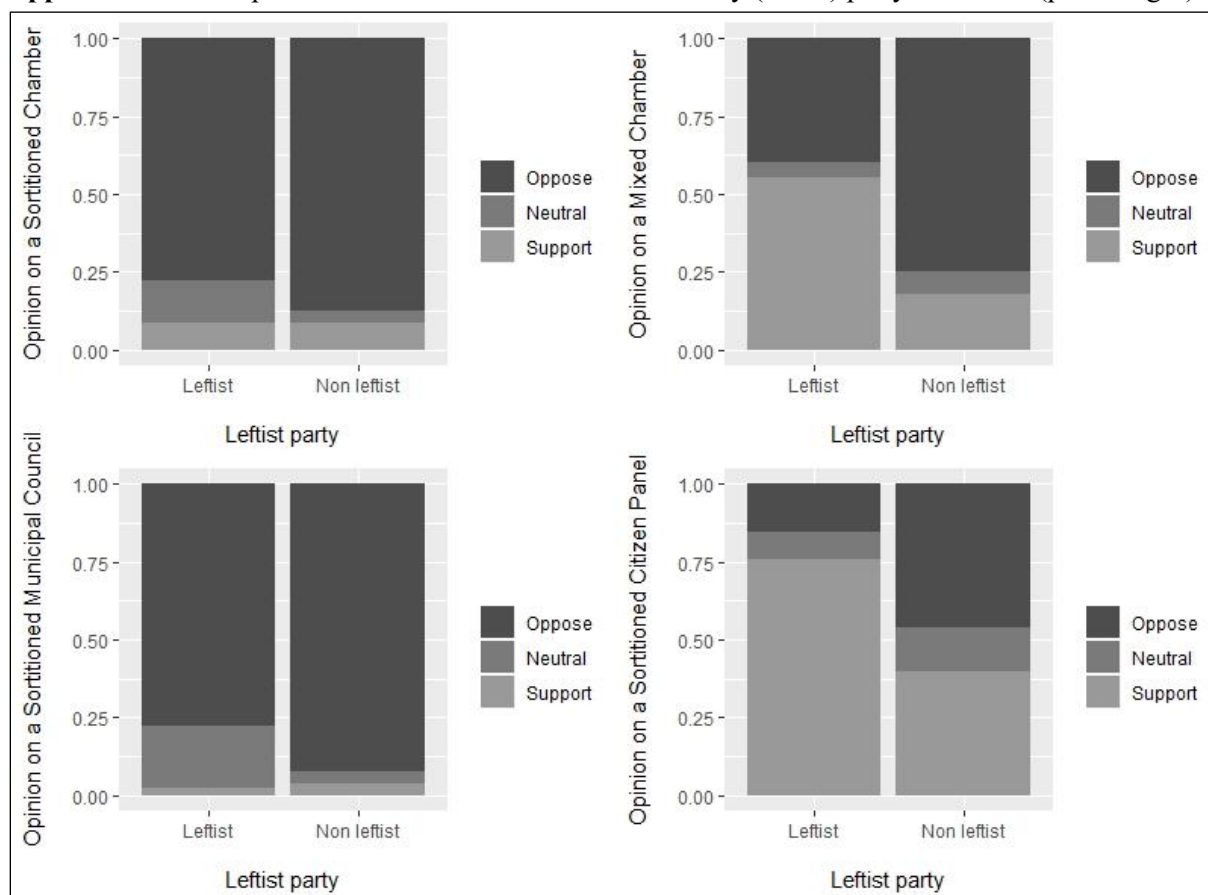 Opinion on a Sortitioned Chamber
1.00
0.75
0.50
0.25
0.00
Leftist Non leftist
Leftist party
Oppose
Neutral
Support
Opinion on a Mixed Chamber
1.00
0.75
0.50
0.25
0.00
Leftist Non leftist
Leftist party
Oppose
Neutral
Support
Opinion on a Sortitioned Municipal Council
1.00
0.75
0.50
0.25
0.00
Leftist Non leftist
Leftist party
Oppose
Neutral
Support
Opinion on a Sortitioned Citizen Panel
1.00
0.75
0.50
0.25
0.00
Leftist Non leftist
Leftist party
Oppose
Neutral
Support